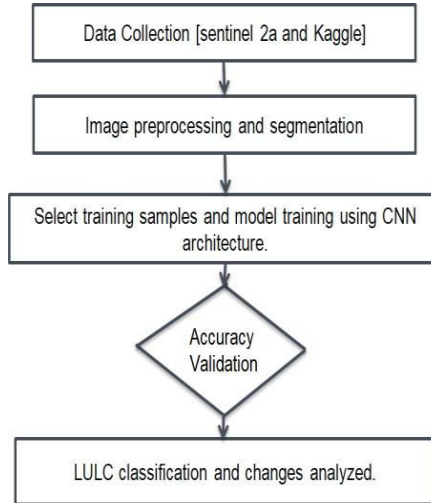 Data Collection [sentinel 2a and Kaggle]
Image preprocessing and segmentation
Select training samples and model training using CNN
architecture.
Accuracy
Validation
LULC classification and changes analyzed.